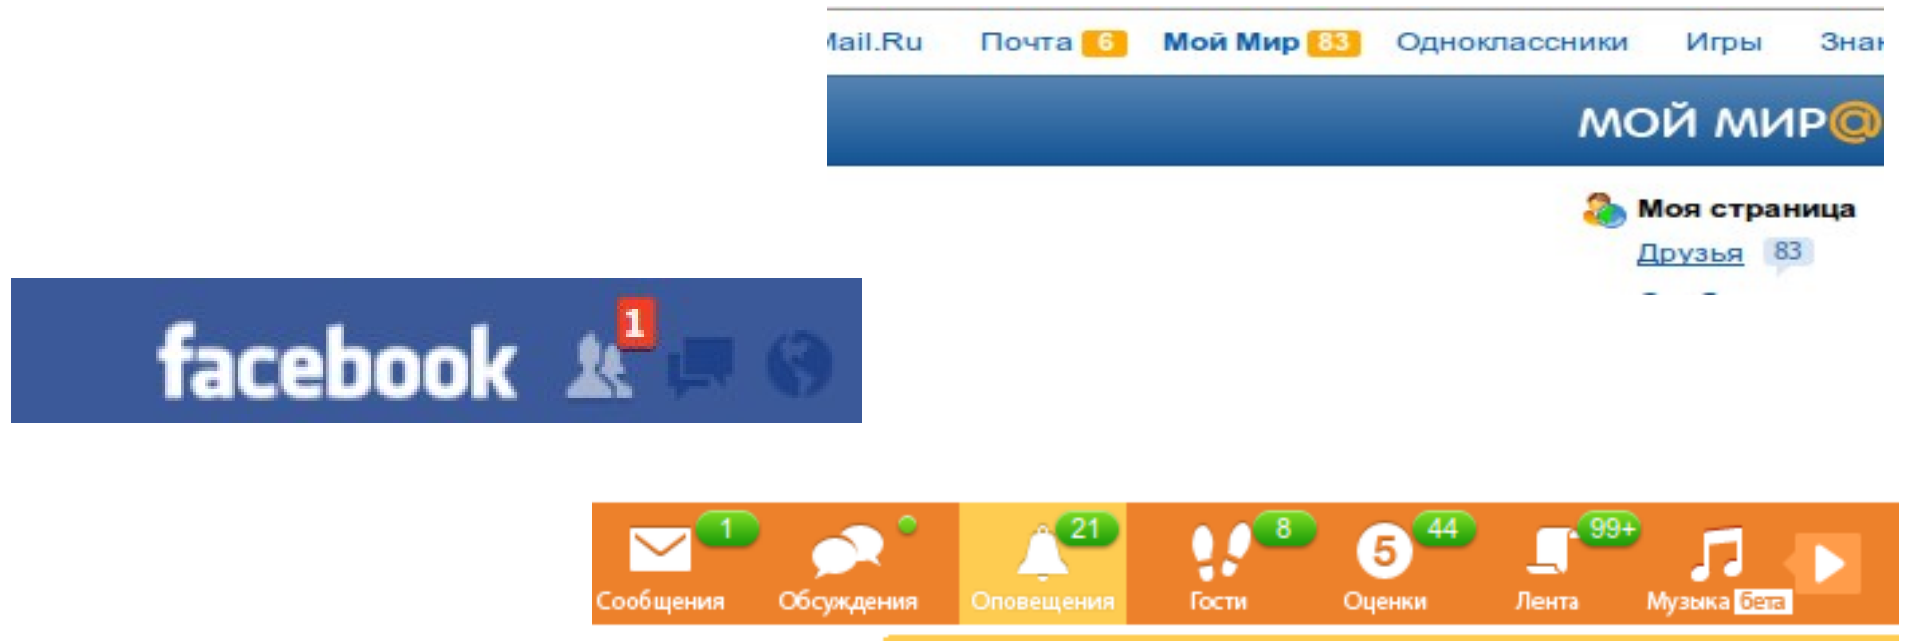 Mail.Ru Почта 6 Мой Мир 83 Одноклассники Игры
МОЙ МИР@
Моя страница
Друзья 83
facebook 1
1 21 8 44 99+
5
Сообщения Обсуждения Оповещения Гости Оценки Лента Музыка бета